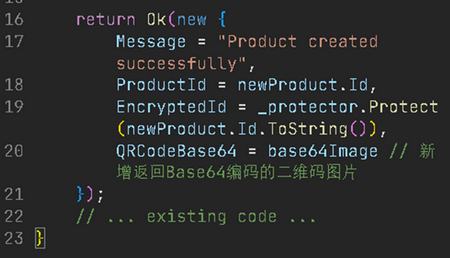 16 return Ok(new {
17 Message = "Product created
successfully",
18 ProductId = newProduct.Id,
19 EncryptedId = _protector.Protect
(newProduct.Id.ToString()),
20 QRCodeBase64 = base64Image // 新
增返回Base64编码的二维码图片
21 });
22 // ... existing code ...
23 }